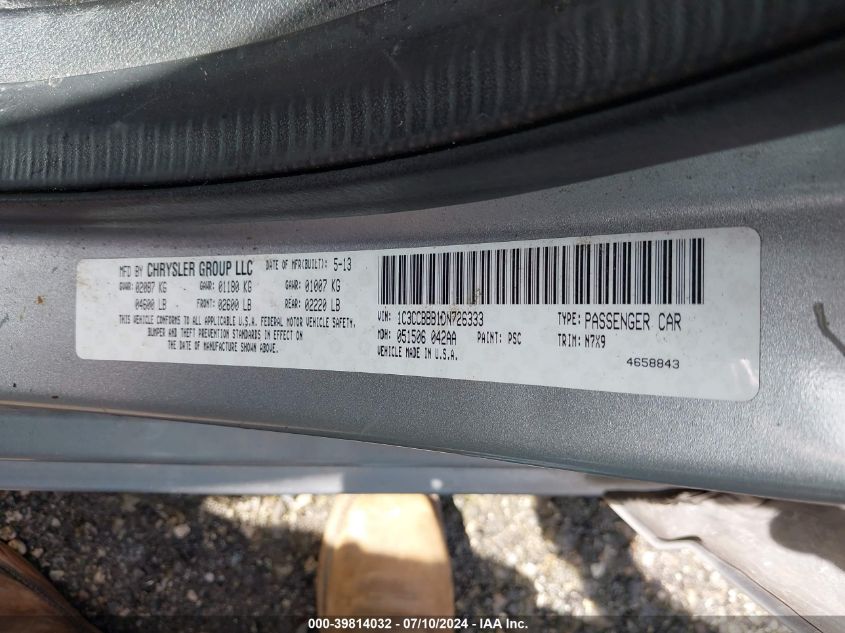 MFD BY CHRYSLER GROUP LLC DATE OF MFR(BUILT): 5-13
GVWR: 02087 KG GAWR: 01180 KG GAWR: 01007 KG
04600 LB FRONT: 02600 LB REAR: 02220 LB
THIS VEHICLE CONFORMS TO ALL APPLICABLE U.S.A. FEDERAL MOTOR VEHICLE SAFETY,
BUMPER AND THEFT PREVENTION STANDARDS IN EFFECT ON
THE DATE OF MANUFACTURE SHOWN ABOVE.
VIN: 1C3CCBBB1DN726333 TYPE: PASSENGER CAR
MDH: 051506 042AA PAINT: PSC TRIM: N7X9
VEHICLE MADE IN U.S.A. 4658843
000-39814032 - 07/10/2024 - IAA Inc.